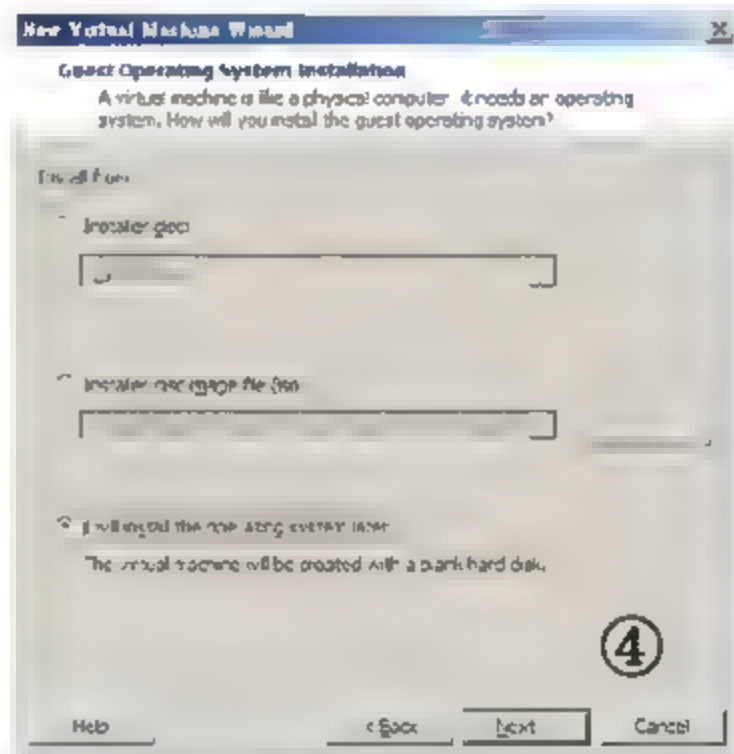 New Virtual Machine Wizard
Guest Operating System Installation
A virtual machine is like a physical computer; it needs an operating
system. How will you install the guest operating system?
Install from:
Installer disc:
Installer disc image file (iso):
I will install the operating system later.
The virtual machine will be created with a blank hard disk.
④
Help
< Back
Next
Cancel